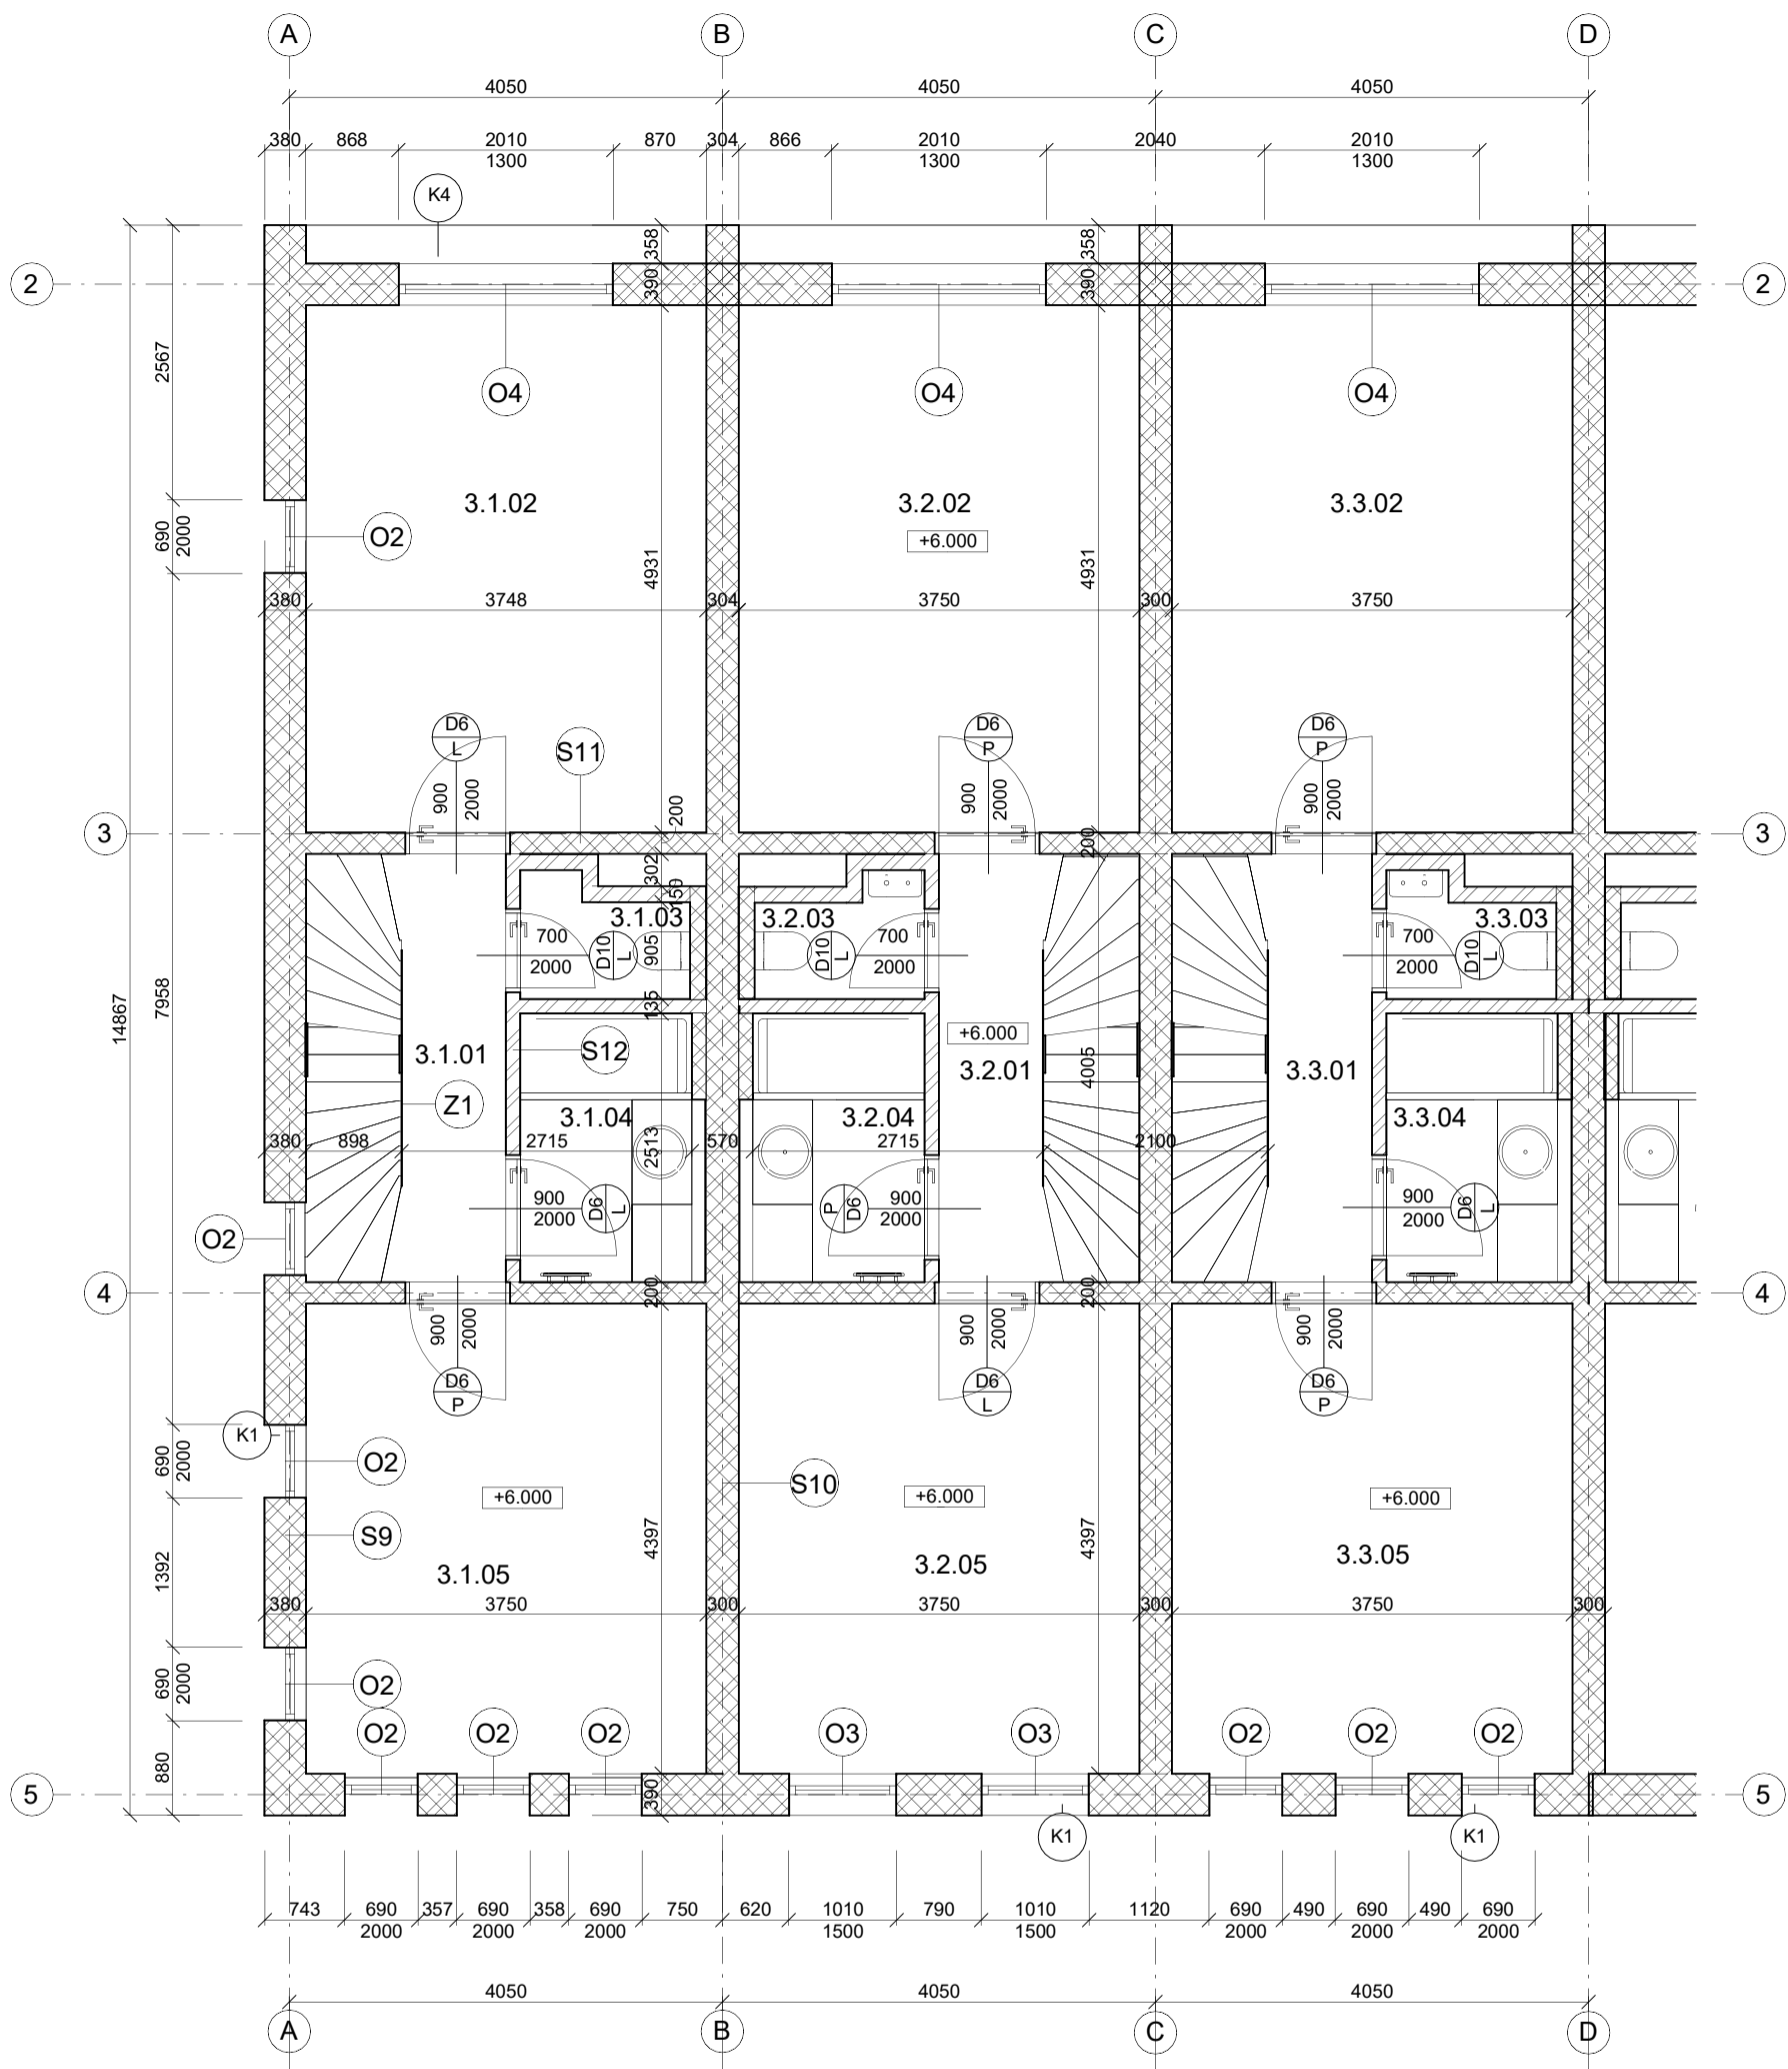 A B C D
4050 4050 4050
380 868 2010 870 304 866 2010 2040 2010
1300 1300 1300
K4
358 358
2 390 390 2
2567
O4 O4 O4
3.1.02 3.2.02 3.3.02
690 2000 O2 +6.000
4931 4931
380 3748 304 3750 300 3750
D6 L D6 P D6 P
S11
900 2000 900 2000 900 2000
200
3 200 3
302
159
3.1.03 3.2.03 3.3.03
700 D10 L 905 D10 L 700 700 D10 L
2000 2000 2000
14867 7958 135
+6.000
3.1.01 S12 4005
3.2.01 3.3.01
Z1 3.1.04 3.2.04 3.3.04
380 898 2715 2513 570 2715 2100
900 D6 L P D6 900 900 D6 L
2000 2000 2000
O2
4 200 200 4
900 2000 900 2000 900 2000
D6 P D6 L D6 P
K1
690 2000 O2 S10
+6.000 +6.000 +6.000
S9
1392 4397 4397
3.1.05 3.2.05 3.3.05
380 3750 300 3750 300 3750 300
690 2000 O2
O2 O2 O2 O3 O3 O2 O2 O2
880
5 390 5
K1 K1
743 690 357 690 358 690 750 620 1010 790 1010 1120 690 490 690 490 690
2000 2000 2000 1500 1500 2000 2000 2000
4050 4050 4050
A B C D